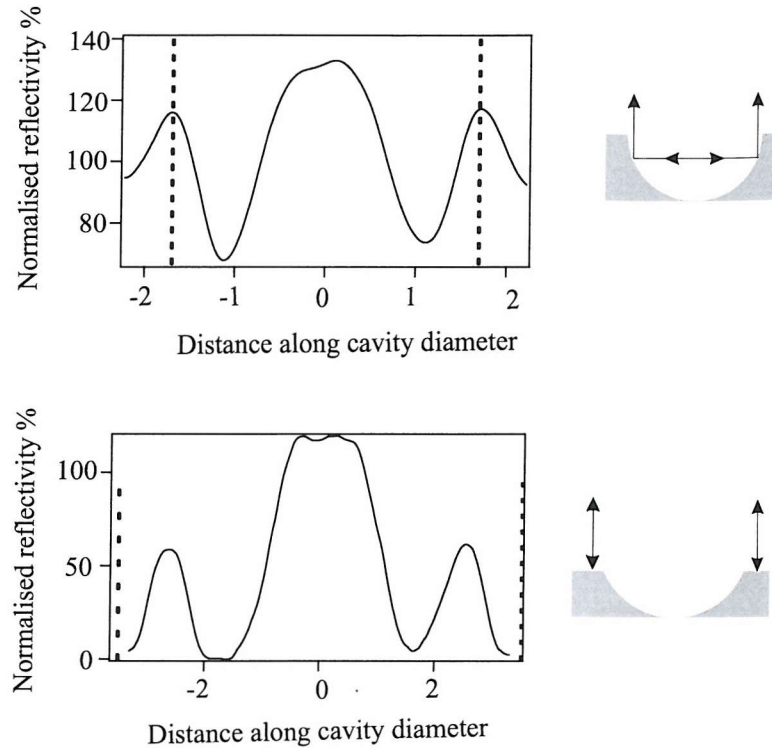 Normalised reflectivity %
140
120
100
80
-2 -1 0 1 2
Distance along cavity diameter
Normalised reflectivity %
100
50
0
-2 0 2
Distance along cavity diameter